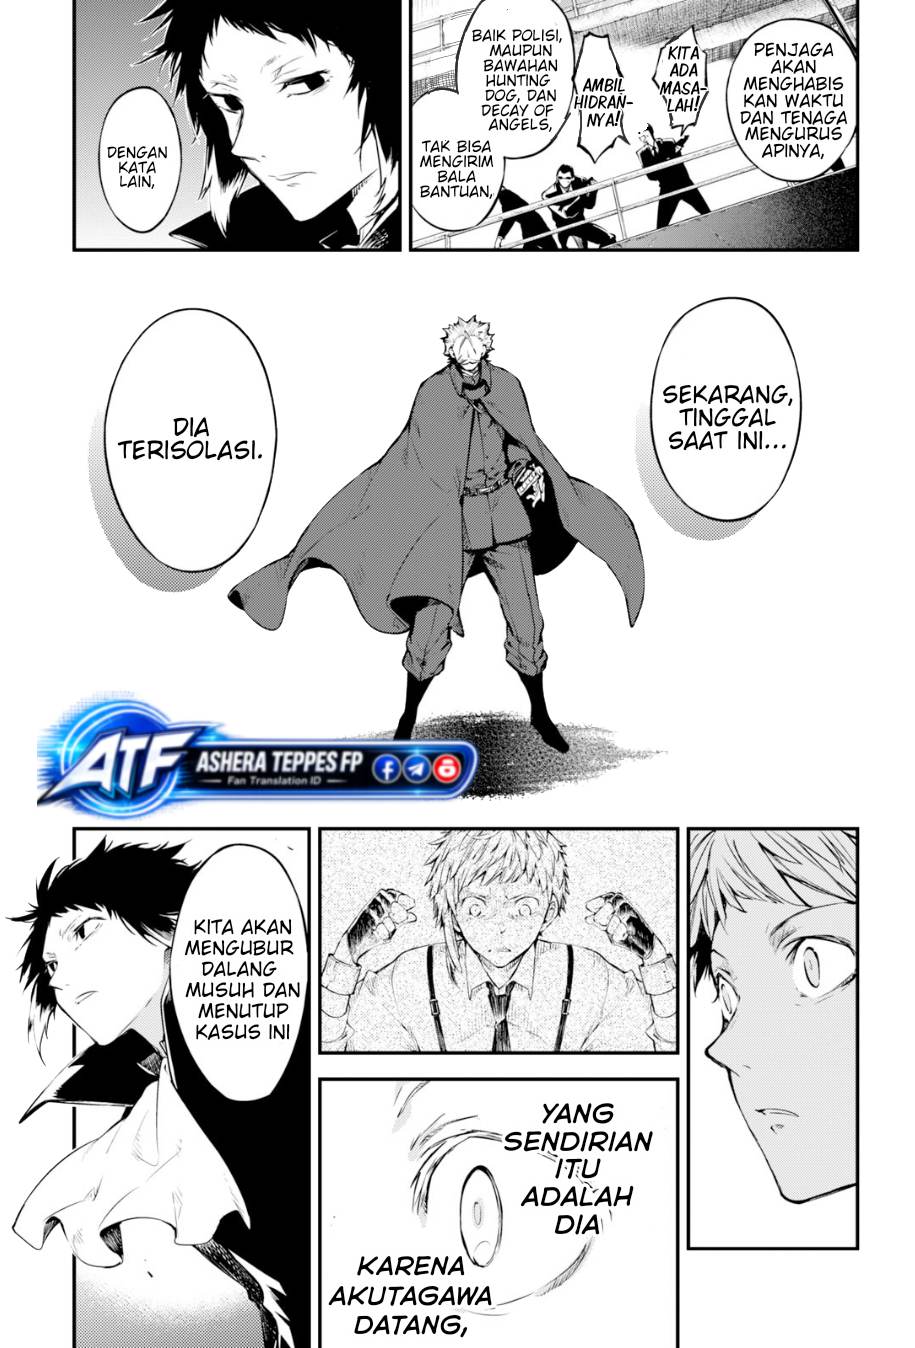 PENJAGA
AKAN
MENGHABIS
KAN WAKTU
DAN TENAGA
MENGURUS
APINYA,
KITA
ADA
MASA-
LAH!
AMBIL
HIDRAN-
NYA!
BAIK POLISI,
MAUPUN
BAWAHAN
HUNTING
DOG, DAN
DECAY OF
ANGELS,
TAK BISA
MENGIRIM
BALA
BANTUAN,
DENGAN
KATA
LAIN,
SEKARANG,
TINGGAL
SAAT INI...
DIA
TERISOLASI.
ATF
ASHERA TEPPES FP
Fan Translation ID
YANG
SENDIRIAN
ITU
ADALAH
DIA
KARENA
AKUTAGAWA
DATANG,
KITA AKAN
MENGUBUR
DALANG
MUSUH DAN
MENUTUP
KASUS INI